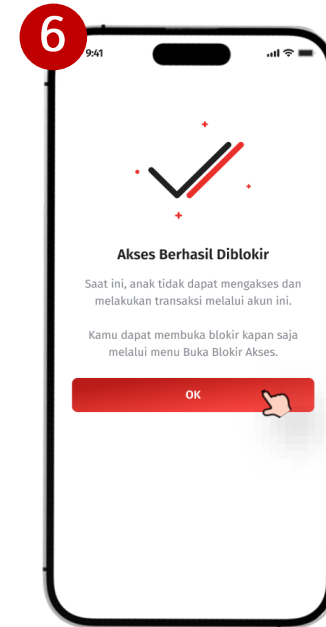 6
9:41
Akses Berhasil Diblokir
Saat ini, anak tidak dapat mengakses dan
melakukan transaksi melalui akun ini.
Kamu dapat membuka blokir kapan saja
melalui menu Buka Blokir Akses.
OK